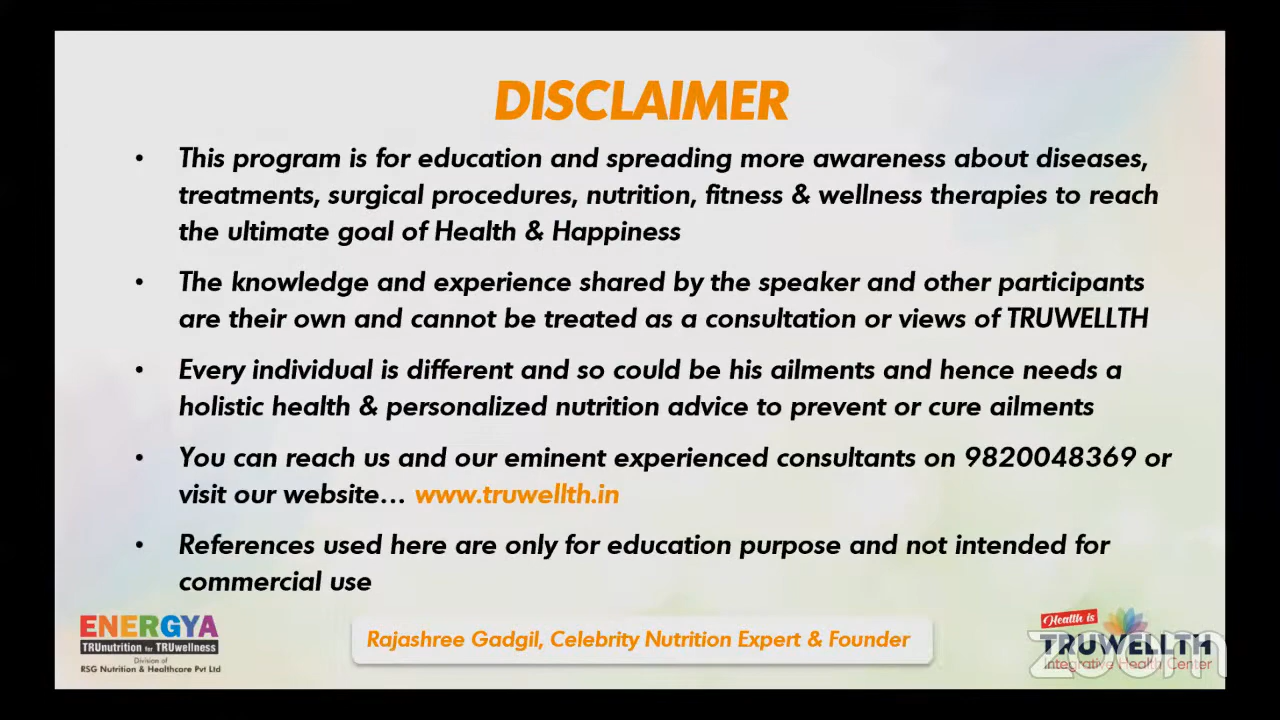 DISCLAIMER
• This program is for education and spreading more awareness about diseases,
treatments, surgical procedures, nutrition, fitness & wellness therapies to reach
the ultimate goal of Health & Happiness
• The knowledge and experience shared by the speaker and other participants
are their own and cannot be treated as a consultation or views of TRUWELLTH
• Every individual is different and so could be his ailments and hence needs a
holistic health & personalized nutrition advice to prevent or cure ailments
• You can reach us and our eminent experienced consultants on 9820048369 or
visit our website... www.truwellth.in
• References used here are only for education purpose and not intended for
commercial use
ENERGYA
TRUnutrition for TRUwellness
Division of
RSG Nutrition & Healthcare Pvt Ltd
Rajashree Gadgil, Celebrity Nutrition Expert & Founder
Health is
TRUWELLTH
Integrative Health Center
zoom